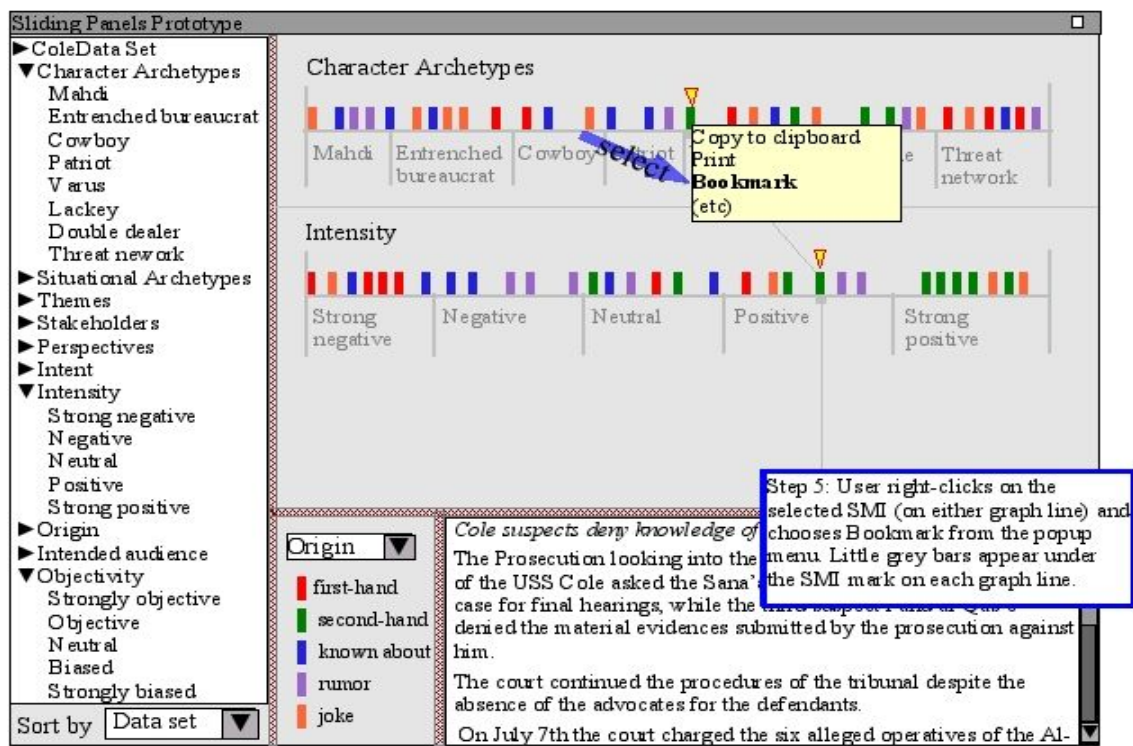 Sliding Panels Prototype
►ColeData Set
▼Character Archetypes
Mahdi
Entrenched bureaucrat
Cowboy
Patriot
Varus
Lackey
Double dealer
Threat nework
►Situational Archetypes
►Themes
►Stakeholders
►Perspectives
►Intent
▼Intensity
Strong negative
Negative
Neutral
Positive
Strong positive
►Origin
►Intended audience
▼Objectivity
Strongly objective
Objective
Neutral
Biased
Strongly biased
Sort by Data set
Character Archetypes
Mahdi
Entrenched
bureaucrat
Cowboy
Threat
network
select
Copy to clipboard
Print
Bookmark
(etc)
Intensity
Strong
negative
Negative
Neutral
Positive
Strong
positive
Step 5: User right-clicks on the
selected SMI (on either graph line) and
chooses Bookmark from the popup
menu. Little grey bars appear under
the SMI mark on each graph line.
Origin
first-hand
second-hand
known about
rumor
joke
Cole suspects deny knowledge of
The Prosecution looking into the
of the USS Cole asked the Sana'a
case for final hearings, while the
denied the material evidences submitted by the prosecution against
him.
The court continued the procedures of the tribunal despite the
absence of the advocates for the defendants.
On July 7th the court charged the six alleged operatives of the Al-